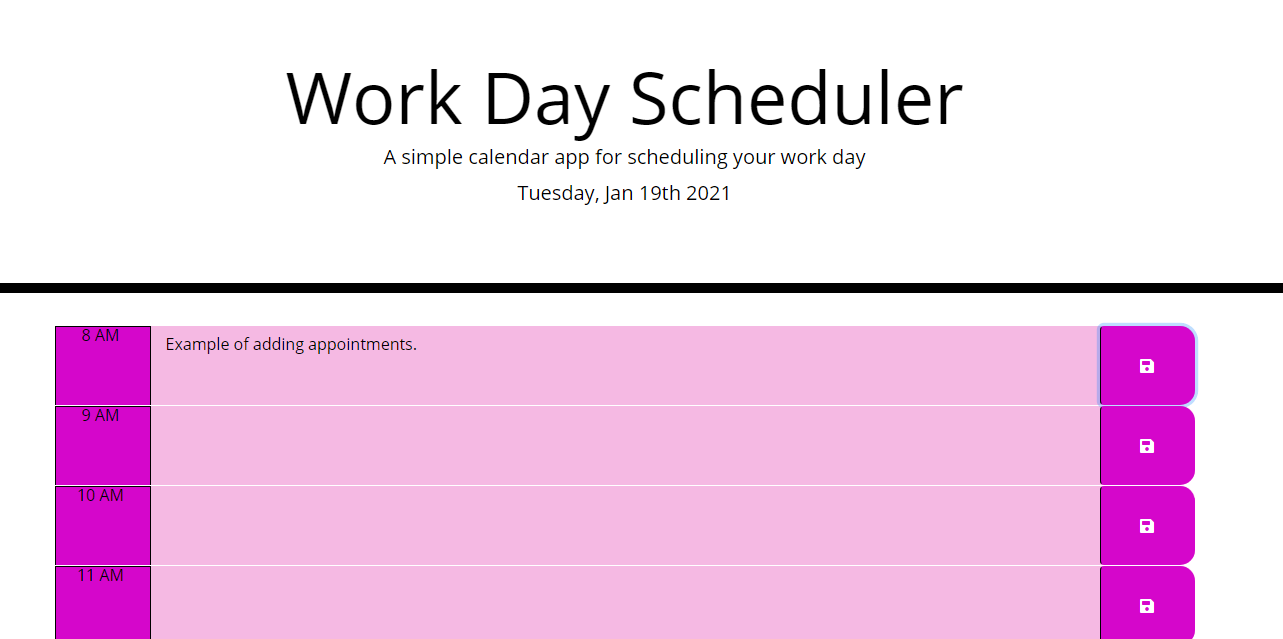 Work Day Scheduler
A simple calendar app for scheduling your work day
Tuesday, Jan 19th 2021
8 AM
Example of adding appointments.
9 AM
10 AM
11 AM